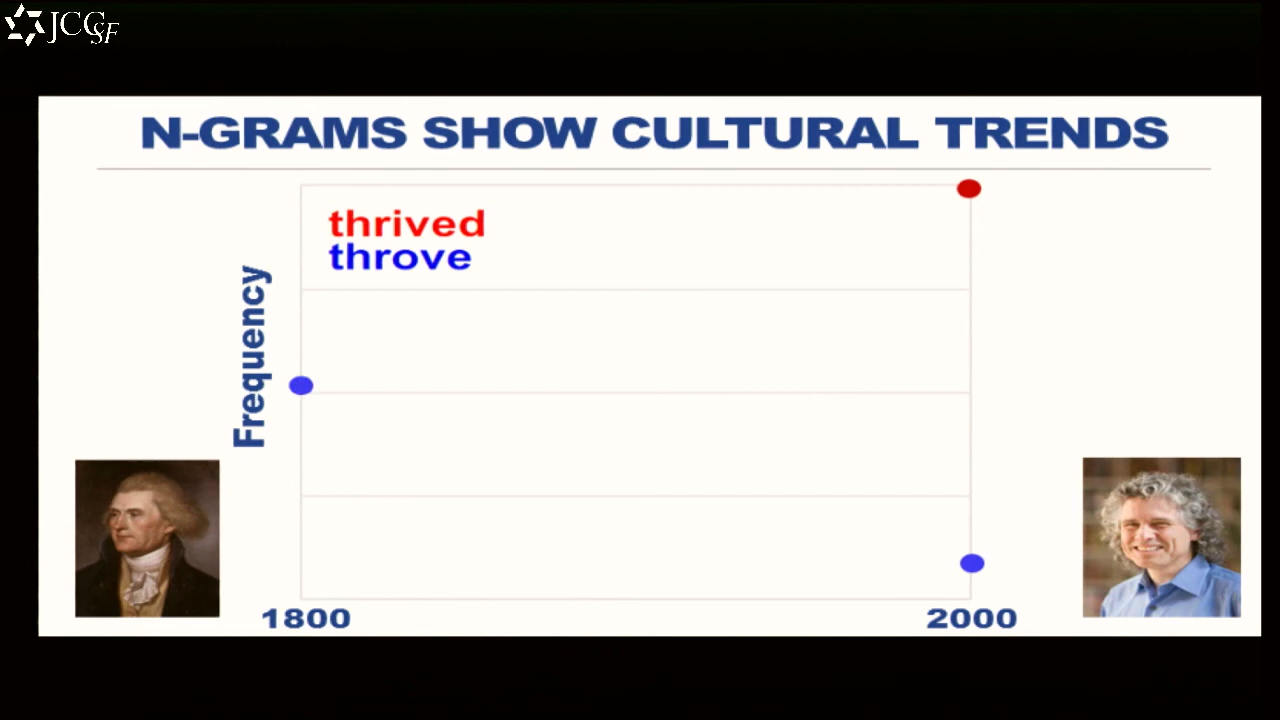 JCCSF
N-GRAMS SHOW CULTURAL TRENDS
thrived
throve
Frequency
1800
2000